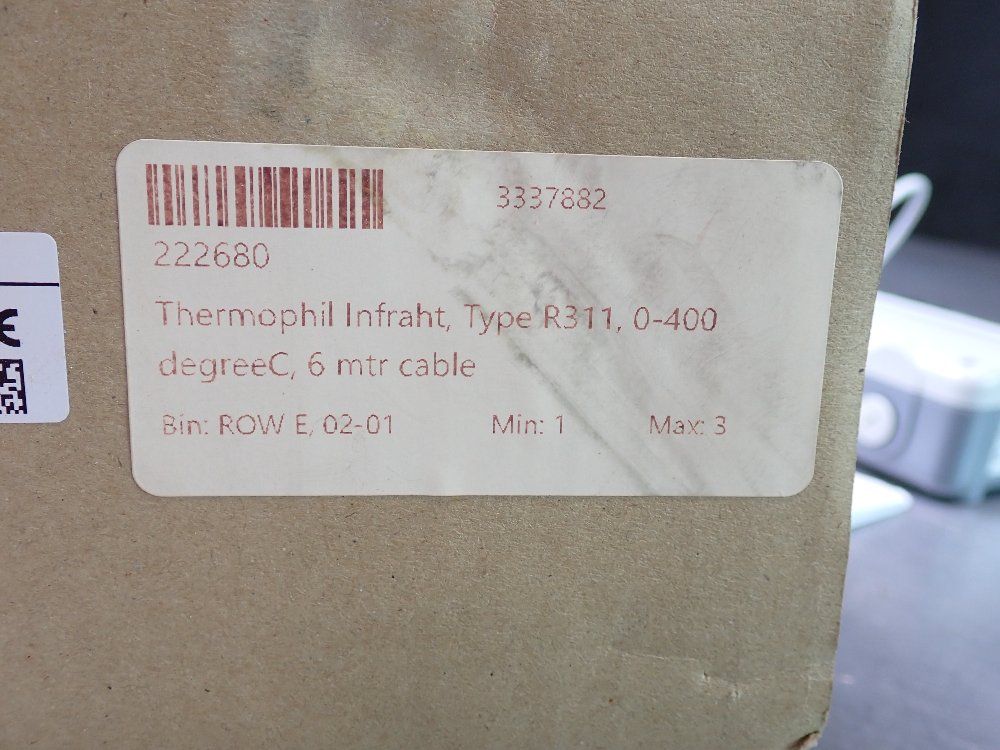 3337882
222680
Thermophil Infraht, Type R311, 0-400
degreeC, 6 mtr cable
Bin: ROW E, 02-01 Min: 1 Max: 3
CE